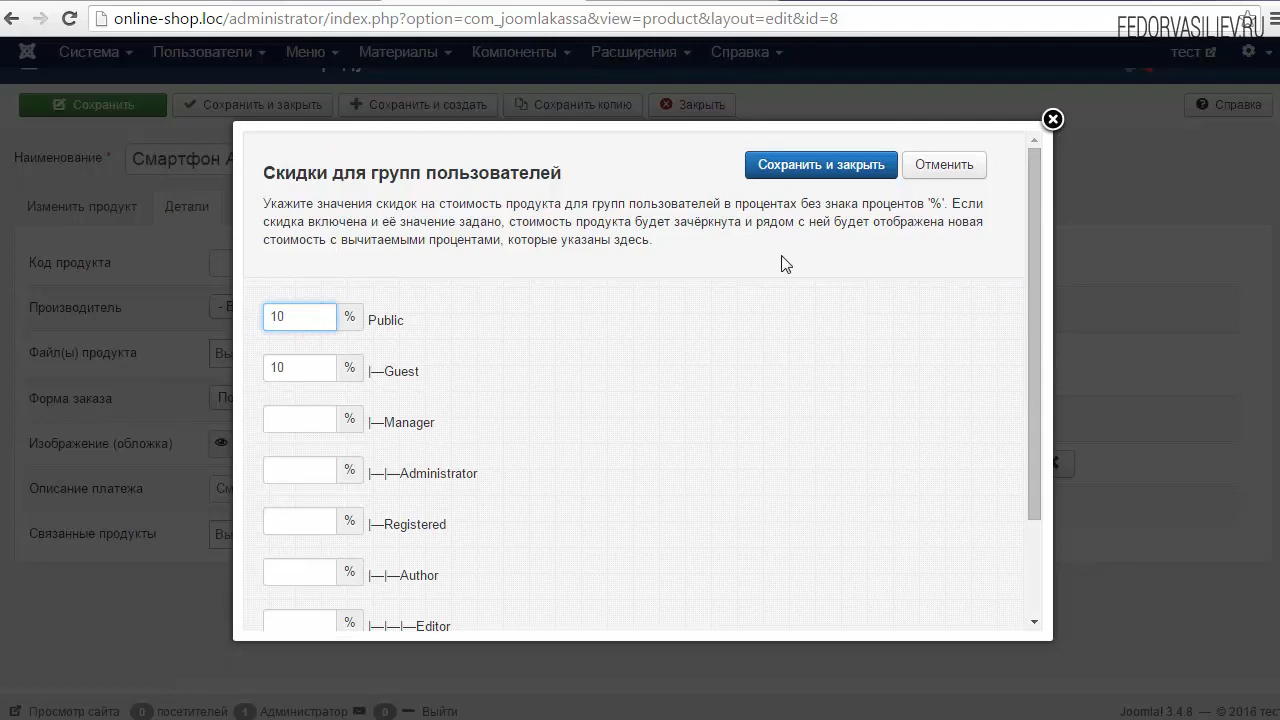 online-shop.loc/administrator/index.php?option=com_joomlakassa&view=product&layout=edit&id=8
FEDORVASILIEV.RU
Система Пользователи Меню Материалы Компоненты Расширения Справка тест
Сохранить Сохранить и закрыть Сохранить и создать Сохранить копию Закрыть Справка
Наименование * Смартфон A
Изменить продукт Детали
Код продукта
Производитель
Файл(ы) продукта
Форма заказа
Изображение (обложка)
Описание платежа
Связанные продукты
Скидки для групп пользователей
Сохранить и закрыть Отменить
Укажите значения скидок на стоимость продукта для групп пользователей в процентах без знака процентов '%'. Если
скидка включена и её значение задано, стоимость продукта будет зачёркнута и рядом с ней будет отображена новая
стоимость с вычитаемыми процентами, которые указаны здесь.
10 % Public
10 % |—Guest
% |—Manager
% |—|—Administrator
% |—Registered
% |—|—Author
% |—|—|—Editor
Просмотр сайта 0 посетителей 1 Администратор 0 Выйти
Joomla! 3.4.8 — © 2016 тест